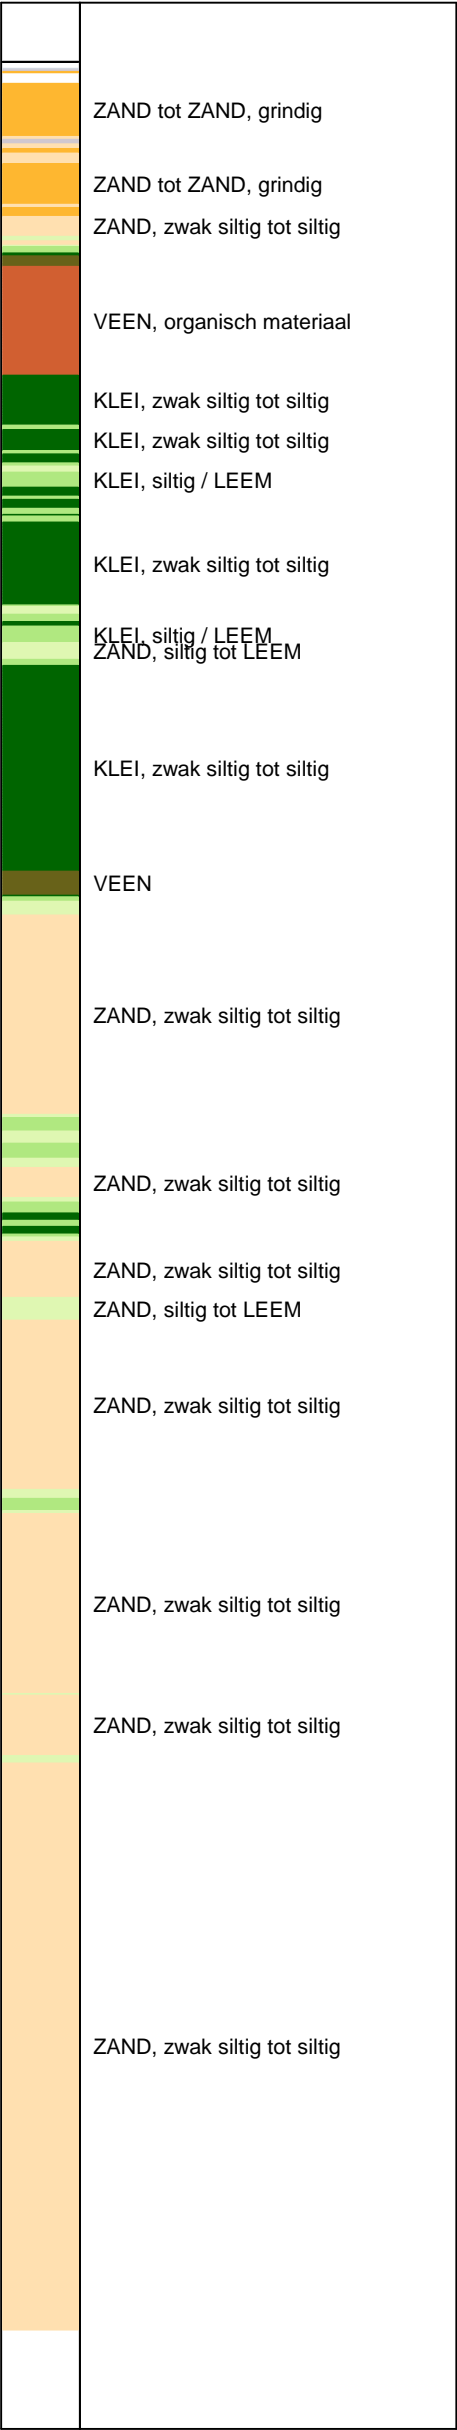 ZAND tot ZAND, grindig
ZAND tot ZAND, grindig
ZAND, zwak siltig tot siltig
VEEN, organisch materiaal
KLEI, zwak siltig tot siltig
KLEI, zwak siltig tot siltig
KLEI, siltig / LEEM
KLEI, zwak siltig tot siltig
KLEI, siltig / LEEM
ZAND, siltig tot LEEM
KLEI, zwak siltig tot siltig
VEEN
ZAND, zwak siltig tot siltig
ZAND, zwak siltig tot siltig
ZAND, zwak siltig tot siltig
ZAND, siltig tot LEEM
ZAND, zwak siltig tot siltig
ZAND, zwak siltig tot siltig
ZAND, zwak siltig tot siltig
ZAND, zwak siltig tot siltig